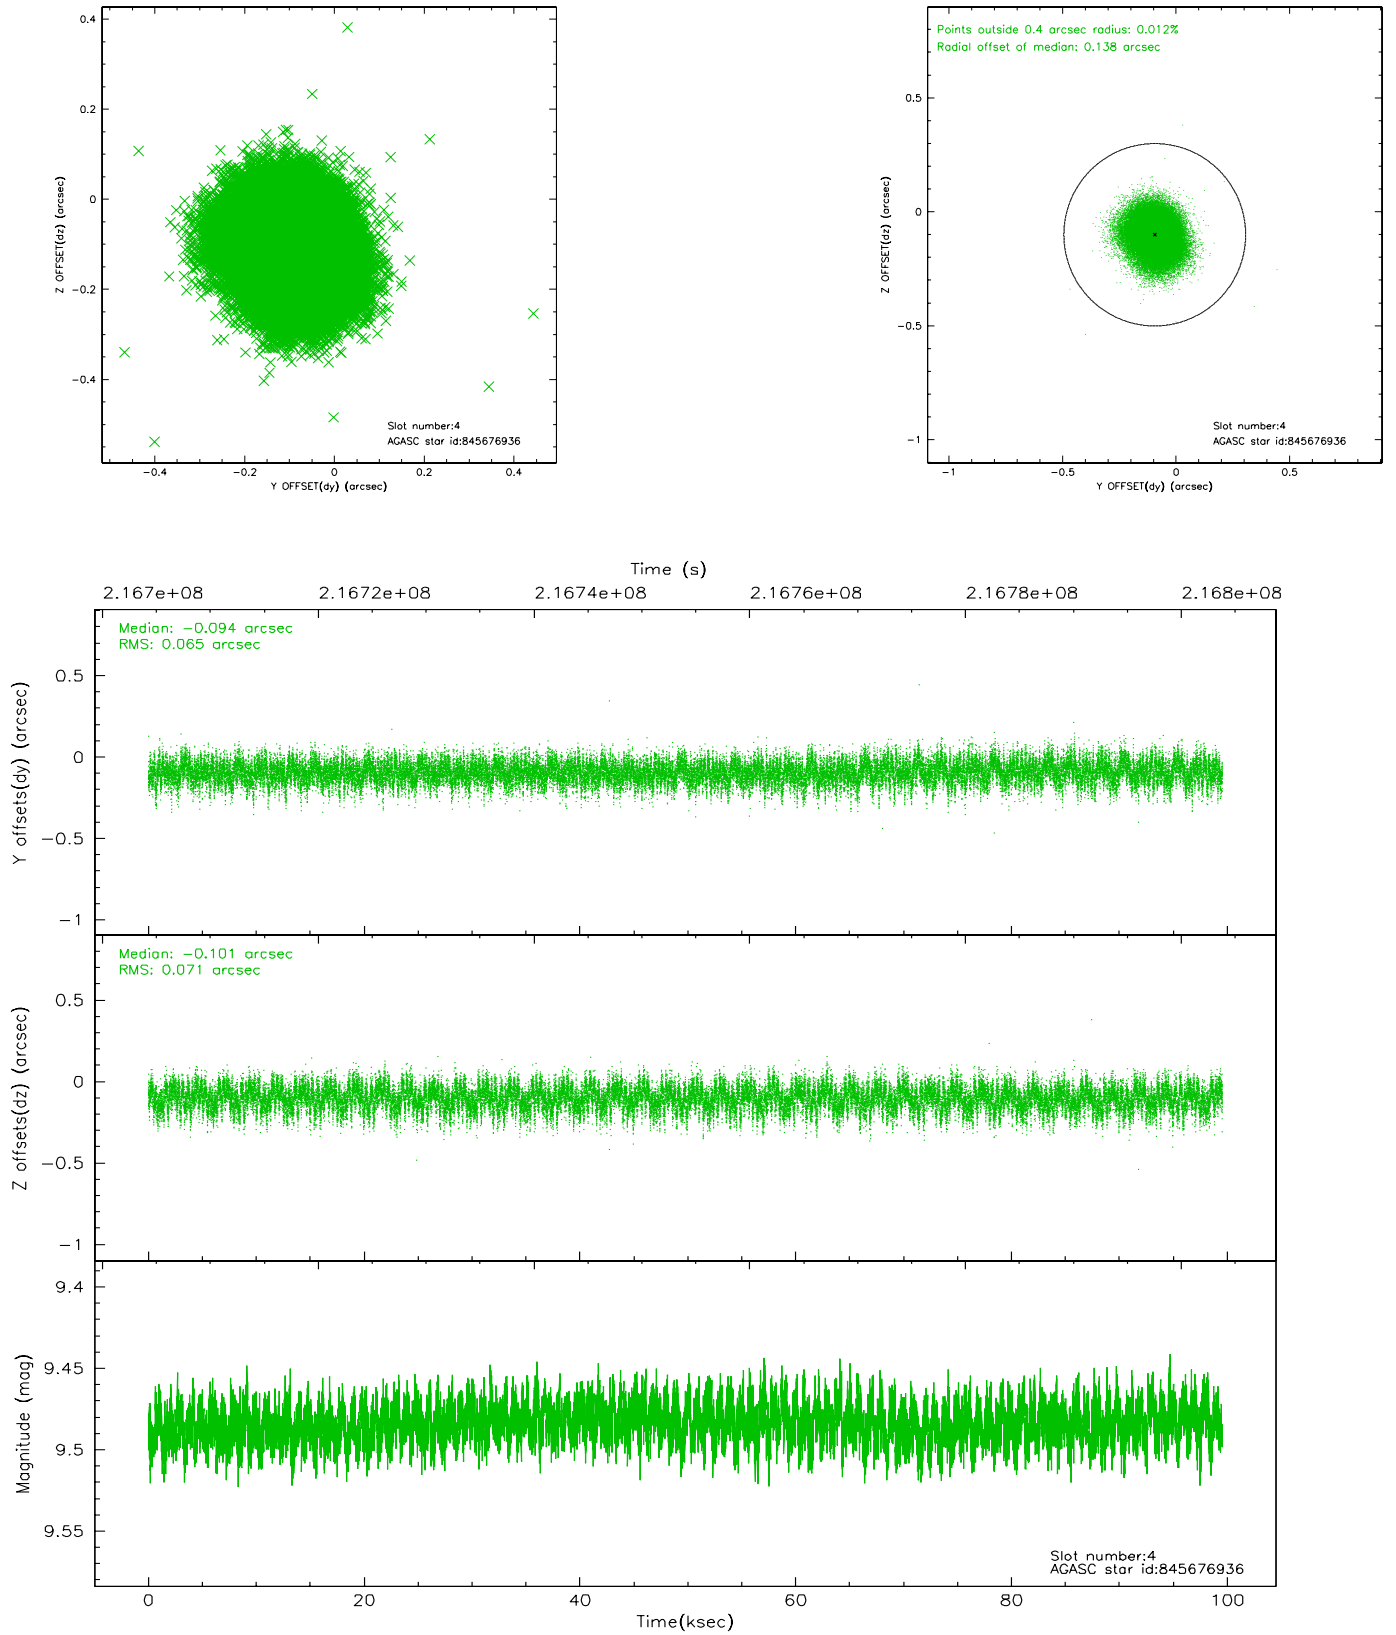 0.4
0.2
0
−0.2
−0.4
Z OFFSET(dz) (arcsec)
Slot number:4
AGASC star id:845676936
−0.4 −0.2 0 0.2 0.4
Y OFFSET(dy) (arcsec)
Points outside 0.4 arcsec radius: 0.012%
Radial offset of median: 0.138 arcsec
0.5
0
−0.5
−1
Z OFFSET(dz) (arcsec)
Slot number:4
AGASC star id:845676936
−1 −0.5 0 0.5
Y OFFSET(dy) (arcsec)
Time (s)
2.167e+08 2.1672e+08 2.1674e+08 2.1676e+08 2.1678e+08 2.168e+08
Median: −0.094 arcsec
RMS: 0.065 arcsec
0.5
0
−0.5
−1
Y offsets(dy) (arcsec)
Median: −0.101 arcsec
RMS: 0.071 arcsec
0.5
0
−0.5
−1
Z offsets(dz) (arcsec)
9.4
9.45
9.5
9.55
Magnitude (mag)
Slot number:4
AGASC star id:845676936
0 20 40 60 80 100
Time(ksec)